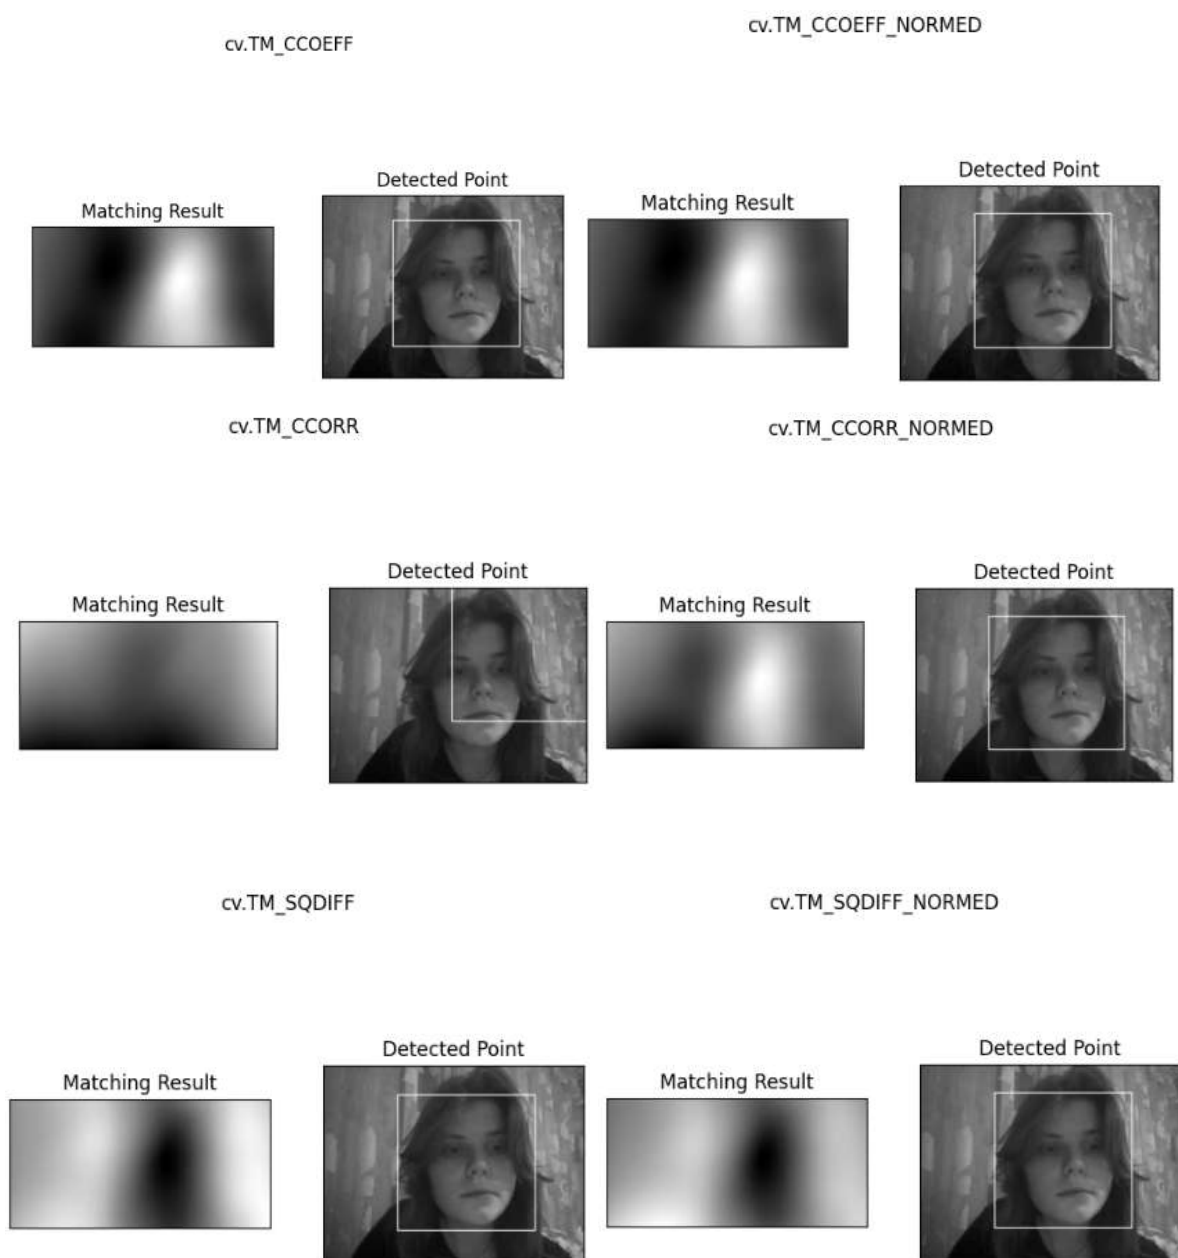 cv.TM_CCOEFF
cv.TM_CCOEFF_NORMED
Matching Result
Detected Point
Matching Result
Detected Point
cv.TM_CCORR
cv.TM_CCORR_NORMED
Matching Result
Detected Point
Matching Result
Detected Point
cv.TM_SQDIFF
cv.TM_SQDIFF_NORMED
Matching Result
Detected Point
Matching Result
Detected Point